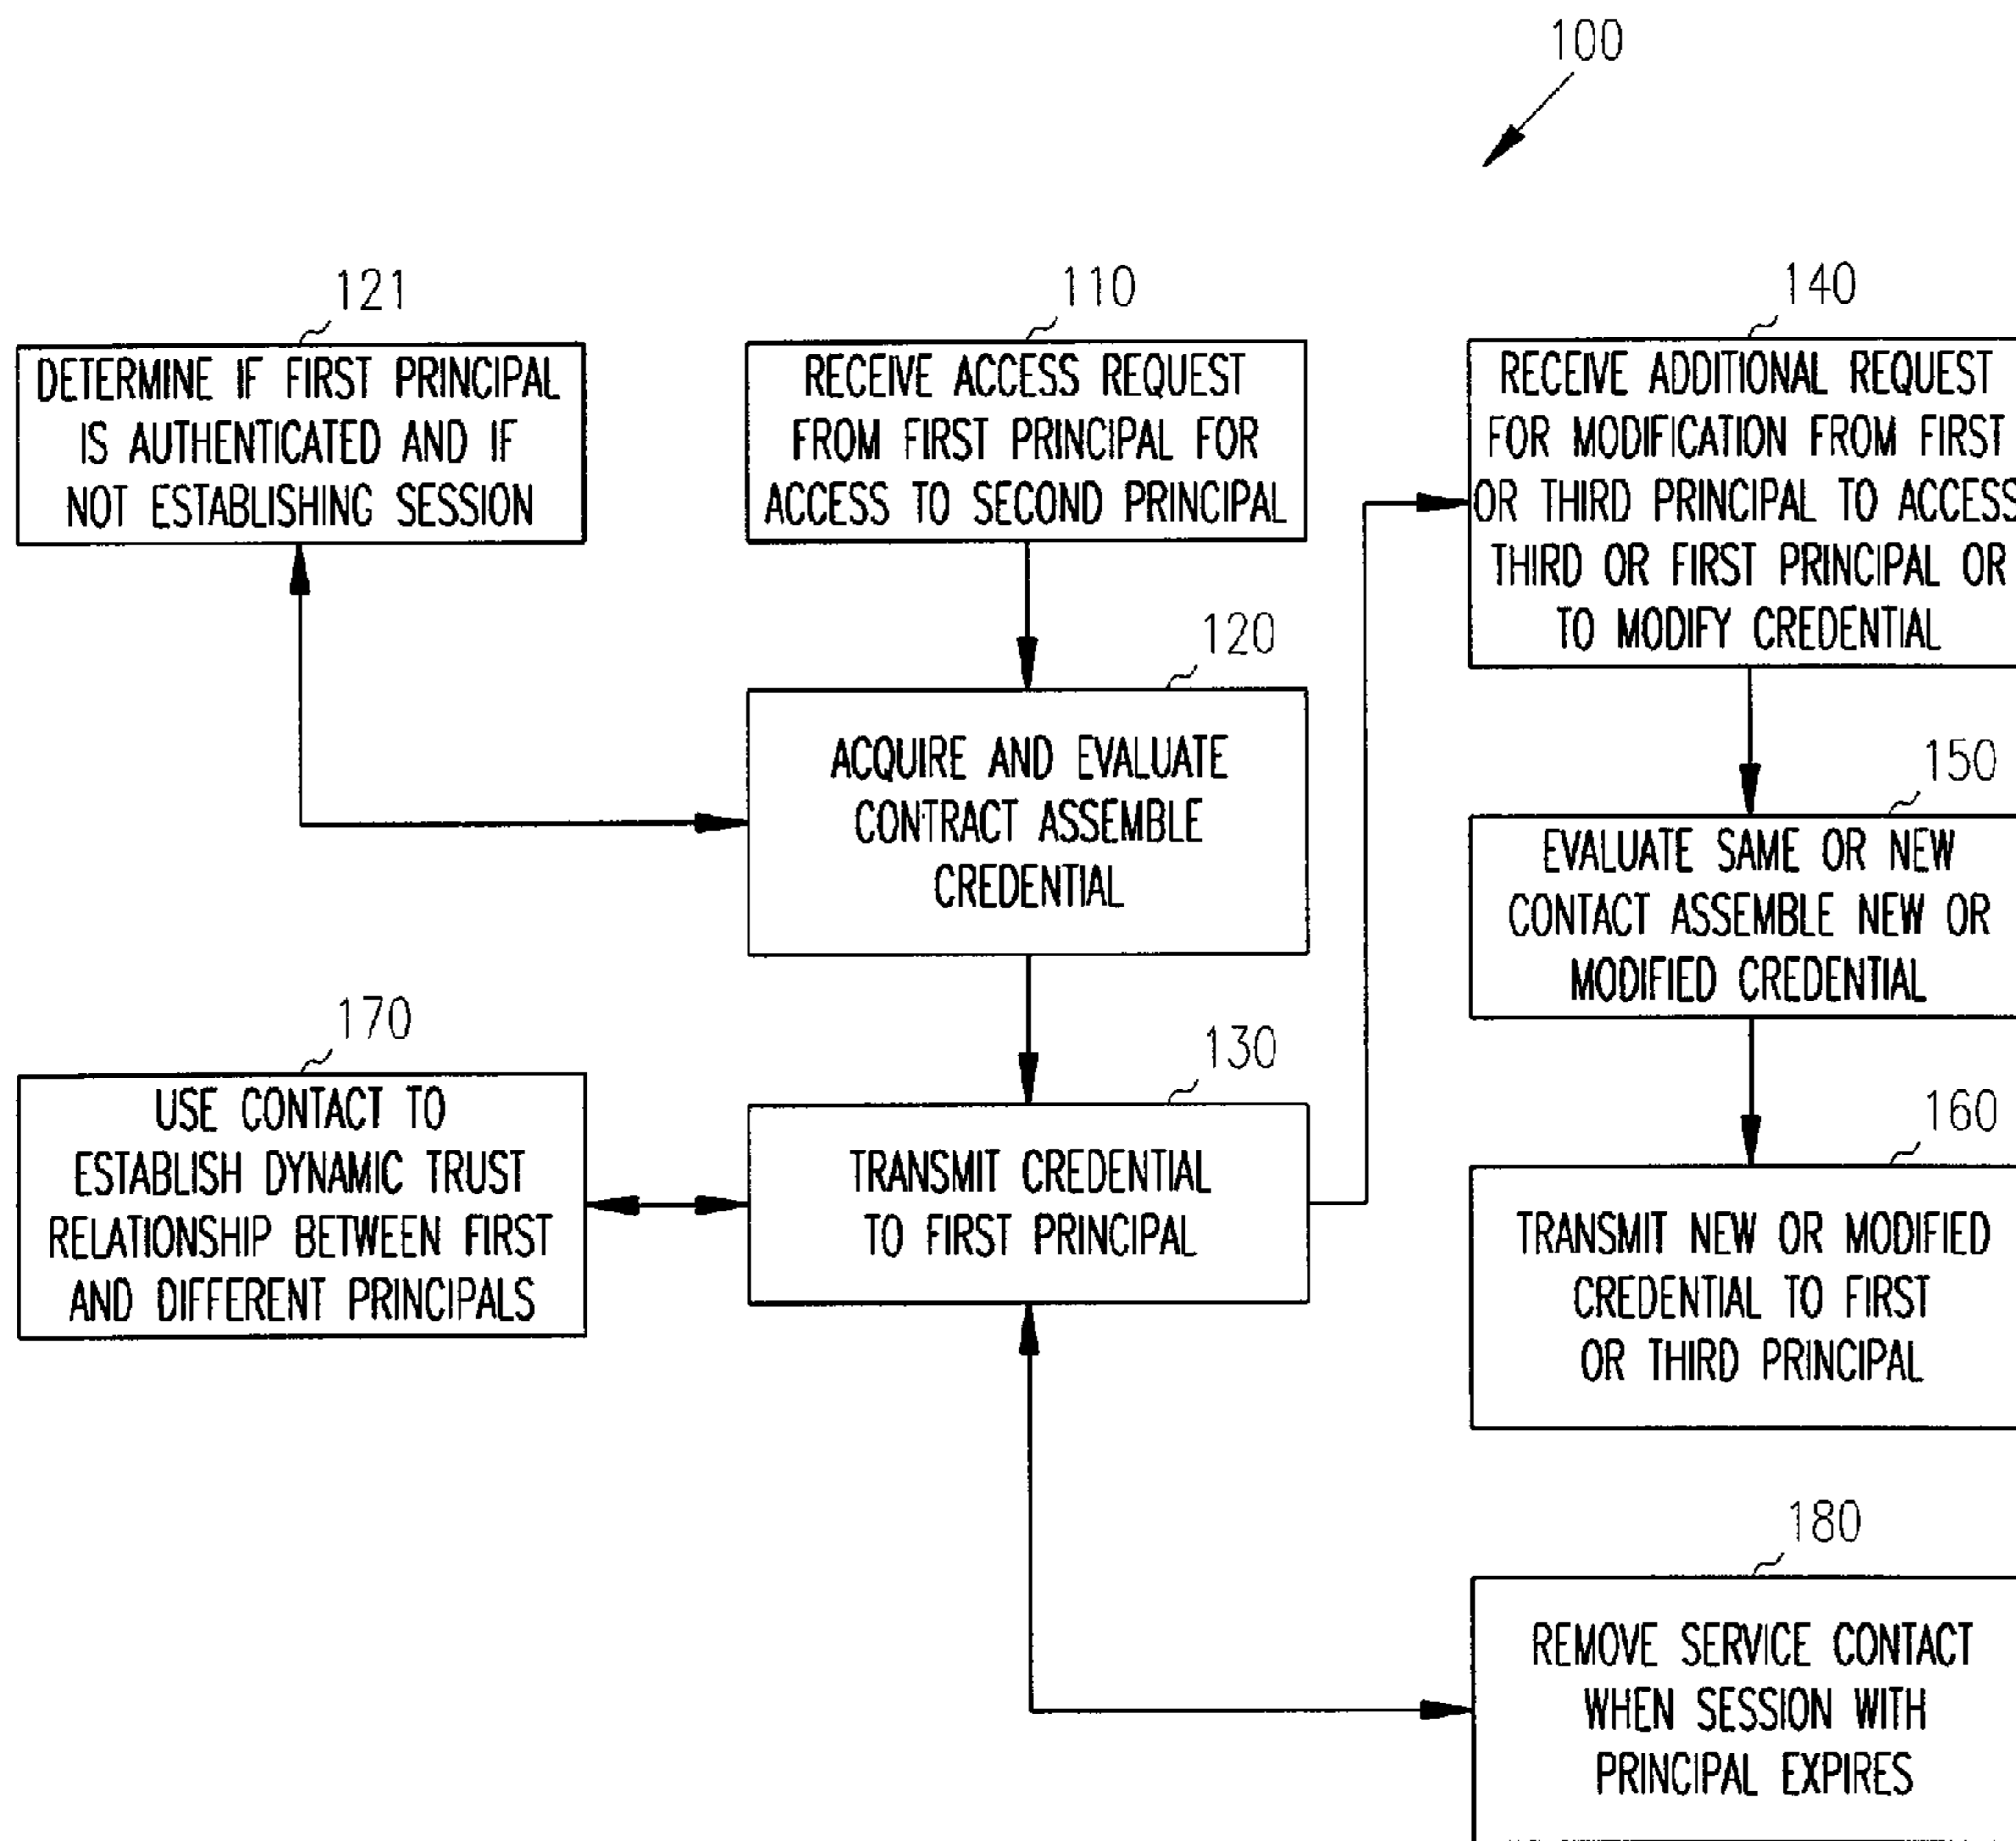 100
121
DETERMINE IF FIRST PRINCIPAL
IS AUTHENTICATED AND IF
NOT ESTABLISHING SESSION
110
RECEIVE ACCESS REQUEST
FROM FIRST PRINCIPAL FOR
ACCESS TO SECOND PRINCIPAL
120
ACQUIRE AND EVALUATE
CONTRACT ASSEMBLE
CREDENTIAL
170
USE CONTACT TO
ESTABLISH DYNAMIC TRUST
RELATIONSHIP BETWEEN FIRST
AND DIFFERENT PRINCIPALS
130
TRANSMIT CREDENTIAL
TO FIRST PRINCIPAL
140
RECEIVE ADDITIONAL REQUEST
FOR MODIFICATION FROM FIRST
OR THIRD PRINCIPAL TO ACCESS
THIRD OR FIRST PRINCIPAL OR
TO MODIFY CREDENTIAL
150
EVALUATE SAME OR NEW
CONTACT ASSEMBLE NEW OR
MODIFIED CREDENTIAL
160
TRANSMIT NEW OR MODIFIED
CREDENTIAL TO FIRST
OR THIRD PRINCIPAL
180
REMOVE SERVICE CONTACT
WHEN SESSION WITH
PRINCIPAL EXPIRES